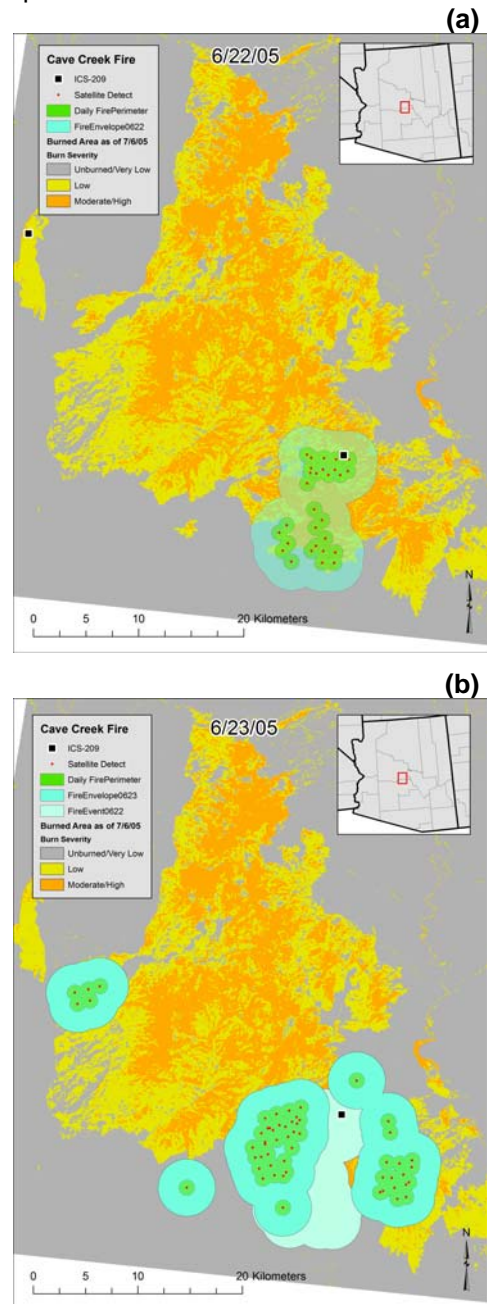 (a)
6/22/05
Cave Creek Fire
ICS-209
Satellite Detect
Daily FirePerimeter
FireEnvelope0622
Burned Area as of 7/6/05
Burn Severity
Unburned/Very Low
Low
Moderate/High
N
0 5 10 20 Kilometers
(b)
6/23/05
Cave Creek Fire
ICS-209
Satellite Detect
Daily FirePerimeter
FireEnvelope0623
FireEvent0622
Burned Area as of 7/6/05
Burn Severity
Unburned/Very Low
Low
Moderate/High
N
0 5 10 20 Kilometers